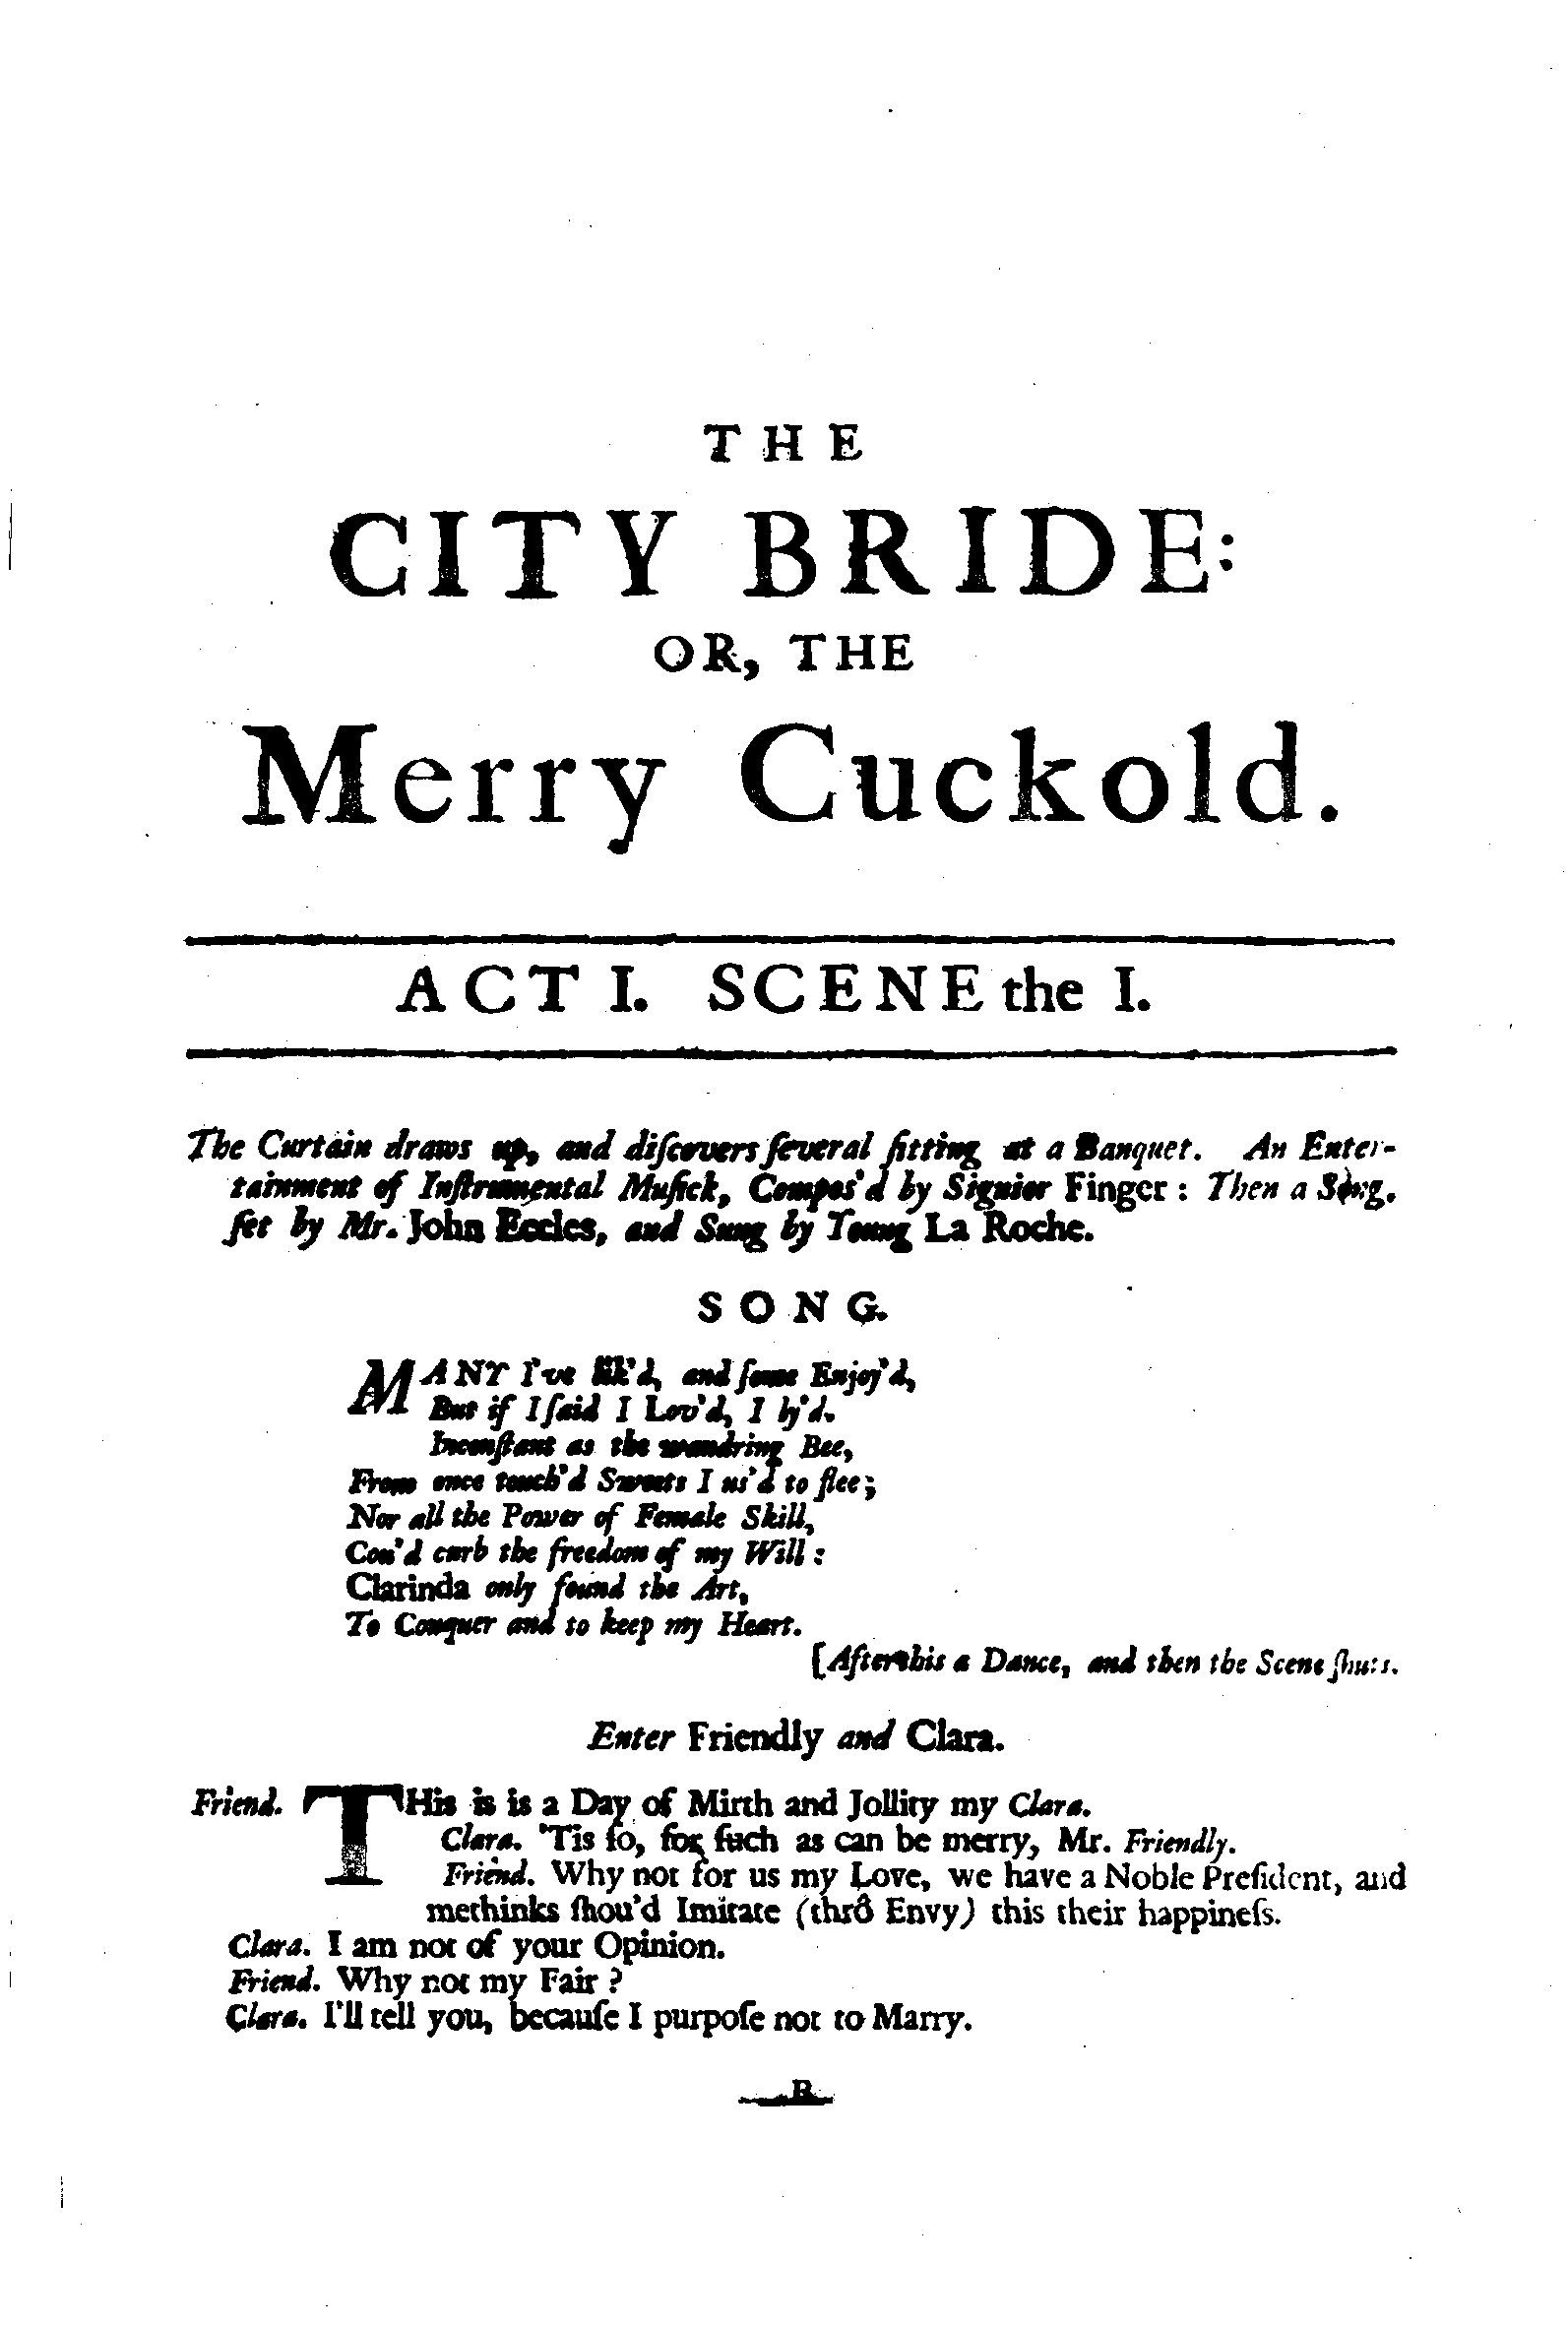 THE
CITY BRIDE:
OR, THE
Merry Cuckold.
ACT I. SCENE the I.
The Curtain draws up, and diſcovers ſeveral ſitting at a Banquet. An Enter-
tainment of Inſtrumental Muſick, Compos'd by Signior Finger: Then a Song,
ſet by Mr. John Eccles, and Sung by Young La Roche.
SONG.
MANY I've lik'd, and ſome Enjoy'd,
But if I ſaid I Lov'd, I ly'd.
Inconſtant as the wandring Bee,
From once touch'd Sweets I us'd to flee;
Nor all the Power of Female Skill,
Cou'd curb the freedom of my Will:
Clarinda only found the Art,
To Conquer and to keep my Heart.
[After this a Dance, and then the Scene ſhuts.
Enter Friendly and Clara.
Friend. THis is is a Day of Mirth and Jollity my Clara.
Clara. 'Tis ſo, for ſuch as can be merry, Mr. Friendly.
Friend. Why not for us my Love, we have a Noble Preſident, and
methinks ſhou'd Imitate (thrô Envy) this their happineſs.
Clara. I am not of your Opinion.
Friend. Why not my Fair?
Clara. I'll tell you, becauſe I purpoſe not to Marry.
B